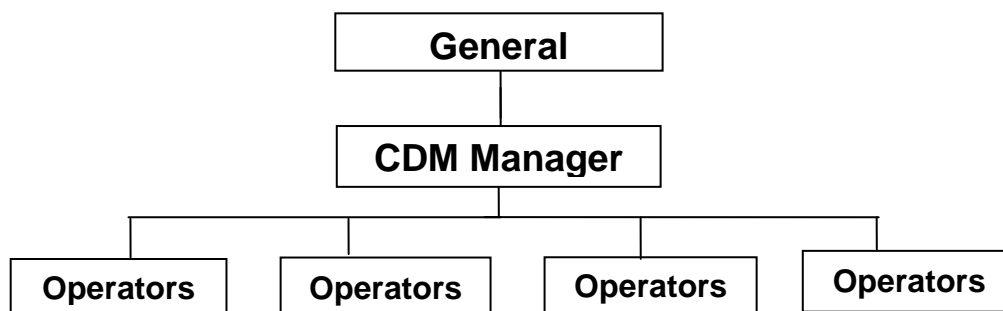 General
CDM Manager
Operators
Operators
Operators
Operators